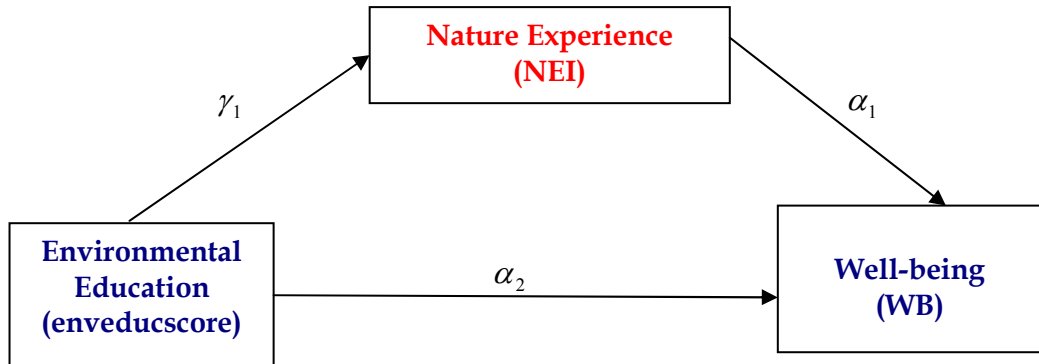 Nature Experience
(NEI)
γ₁
α₁
Environmental
Education
(enveducscore)
α₂
Well-being
(WB)